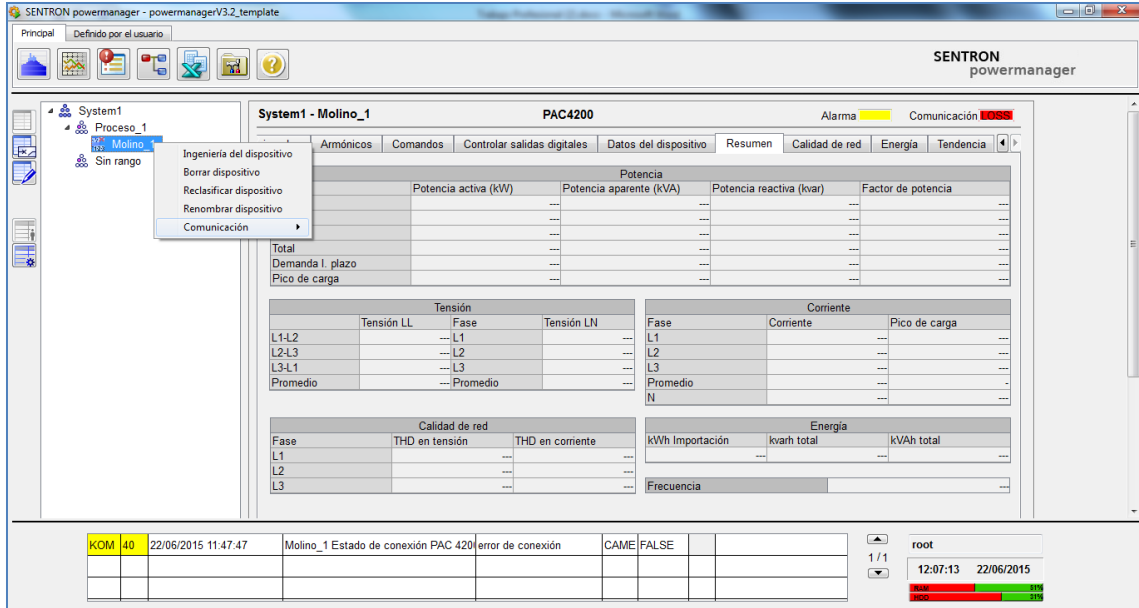 SENTRON powermanager - powermanagerV3.2_template
Principal Definido por el usuario
SENTRON
powermanager
System1
Proceso_1
Molino_1
Sin rango
Ingeniería del dispositivo
Borrar dispositivo
Reclasificar dispositivo
Renombrar dispositivo
Comunicación
System1 - Molino_1 PAC4200 Alarma Comunicación LOSS
Armónicos Comandos Controlar salidas digitales Datos del dispositivo Resumen Calidad de red Energía Tendencia
Potencia
Potencia activa (kW) Potencia aparente (kVA) Potencia reactiva (kvar) Factor de potencia
--- --- --- ---
--- --- --- ---
--- --- --- ---
Total --- --- --- ---
Demanda I. plazo --- --- --- ---
Pico de carga --- --- --- ---
Tensión
Tensión LL Fase Tensión LN
L1-L2 --- L1 ---
L2-L3 --- L2 ---
L3-L1 --- L3 ---
Promedio --- Promedio ---
Corriente
Fase Corriente Pico de carga
L1 --- ---
L2 --- ---
L3 --- ---
Promedio --- -
N --- ---
Calidad de red
Fase THD en tensión THD en corriente
L1 --- ---
L2 --- ---
L3 --- ---
Energía
kWh Importación kvarh total kVAh total
--- --- ---
Frecuencia ---
KOM 40 22/06/2015 11:47:47 Molino_1 Estado de conexión PAC 420 error de conexión CAME FALSE
1 / 1
root
12:07:13 22/06/2015
RAM 51%
HDD 31%